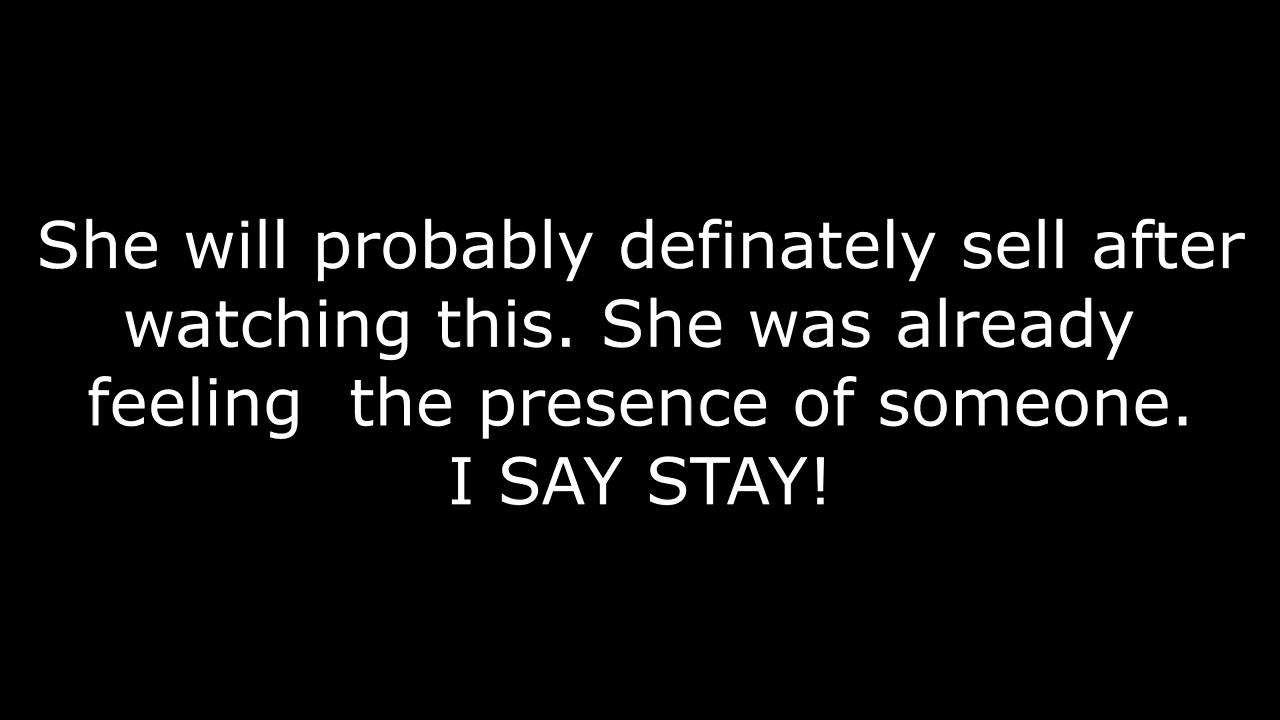 She will probably definately sell after
watching this. She was already
feeling  the presence of someone.
I SAY STAY!